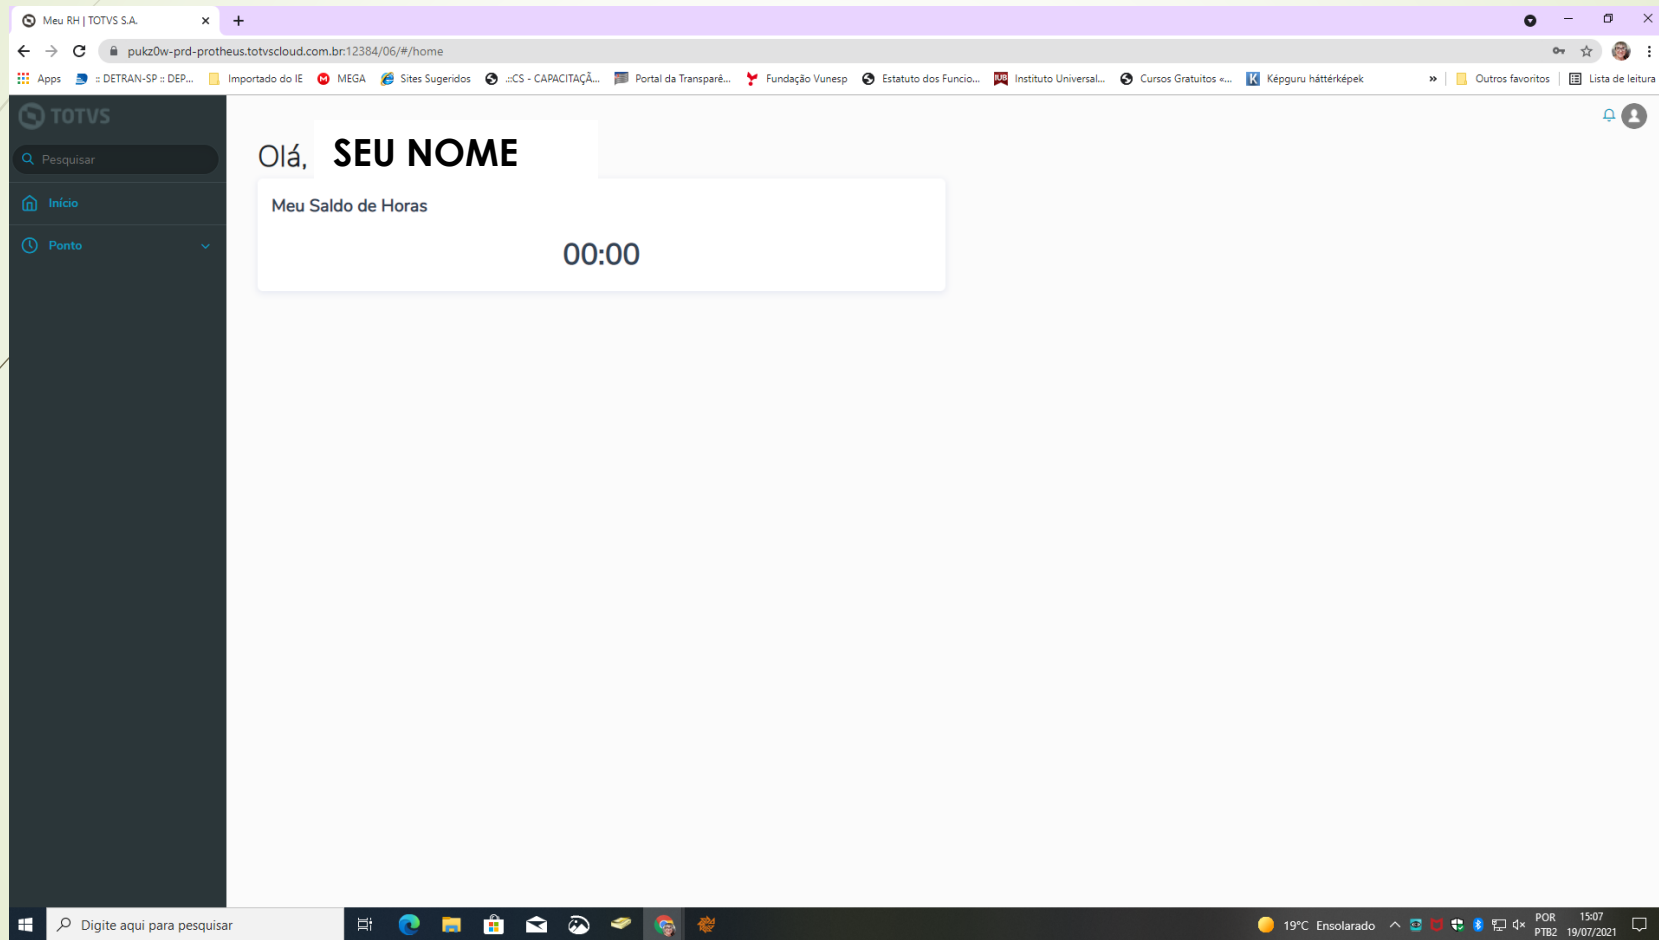 Meu RH | TOTVS S.A.
pukz0w-prd-protheus.totvscloud.com.br:12384/06/#/home
Apps :: DETRAN-SP :: DEP... Importado do IE MEGA Sites Sugeridos .::CS - CAPACITAÇÃ... Portal da Transparê... Fundação Vunesp Estatuto dos Funcio... IUB Instituto Universal... Cursos Gratuitos «... K Képguru háttérképek » Outros favoritos Lista de leitura
TOTVS
Pesquisar
Início
Ponto
Olá, SEU NOME
Meu Saldo de Horas
00:00
Digite aqui para pesquisar
19°C Ensolarado
POR
PTB2
15:07
19/07/2021